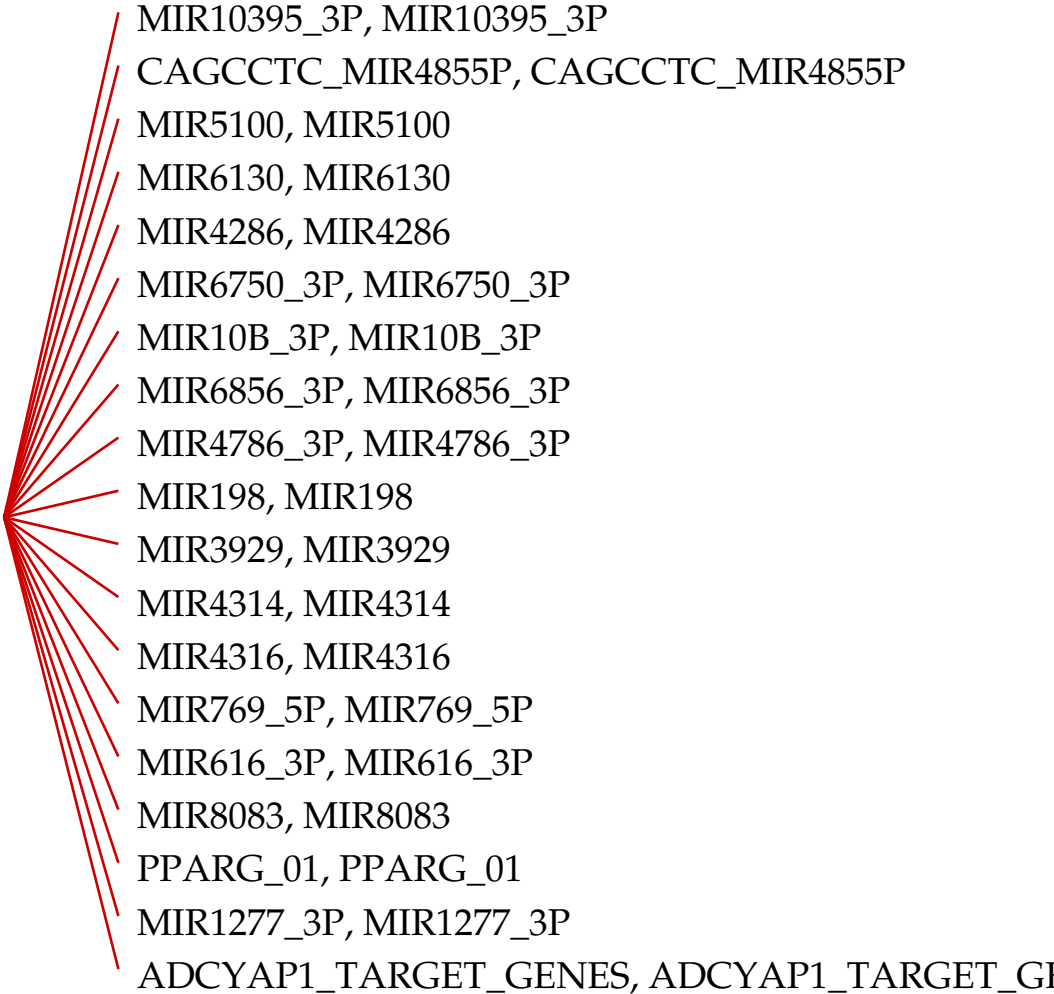 MIR10395_3P, MIR10395_3P
CAGCCTC_MIR4855P, CAGCCTC_MIR4855P
MIR5100, MIR5100
MIR6130, MIR6130
MIR4286, MIR4286
MIR6750_3P, MIR6750_3P
MIR10B_3P, MIR10B_3P
MIR6856_3P, MIR6856_3P
MIR4786_3P, MIR4786_3P
MIR198, MIR198
MIR3929, MIR3929
MIR4314, MIR4314
MIR4316, MIR4316
MIR769_5P, MIR769_5P
MIR616_3P, MIR616_3P
MIR8083, MIR8083
PPARG_01, PPARG_01
MIR1277_3P, MIR1277_3P
ADCYAP1_TARGET_GENES, ADCYAP1_TARGET_G